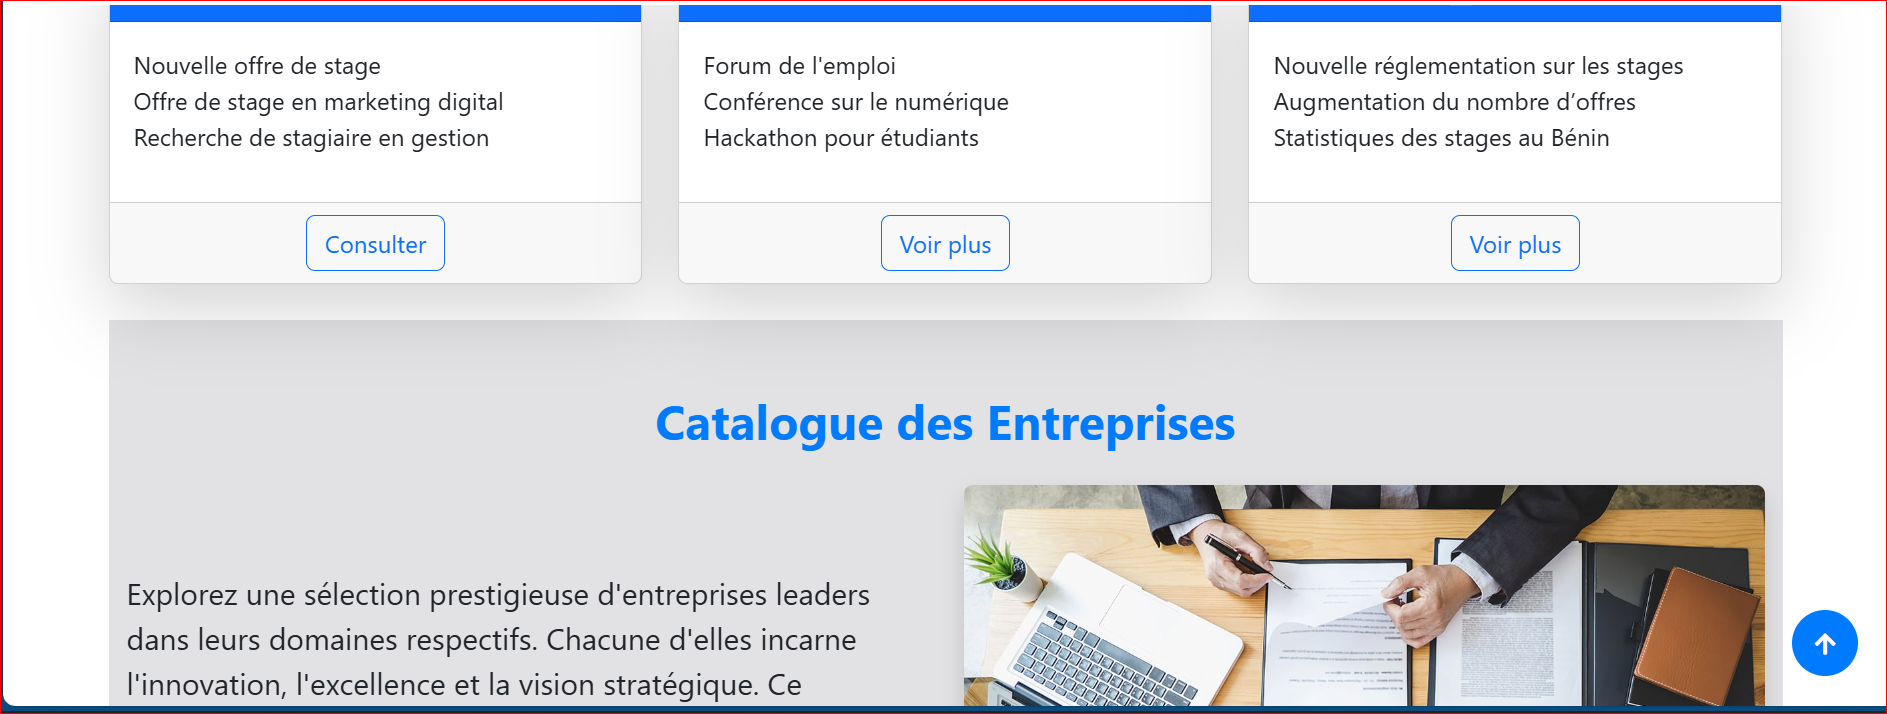 Nouvelle offre de stage
Offre de stage en marketing digital
Recherche de stagiaire en gestion
Consulter
Forum de l'emploi
Conférence sur le numérique
Hackathon pour étudiants
Voir plus
Nouvelle réglementation sur les stages
Augmentation du nombre d’offres
Statistiques des stages au Bénin
Voir plus
Catalogue des Entreprises
Explorez une sélection prestigieuse d'entreprises leaders
dans leurs domaines respectifs. Chacune d'elles incarne
l'innovation, l'excellence et la vision stratégique. Ce